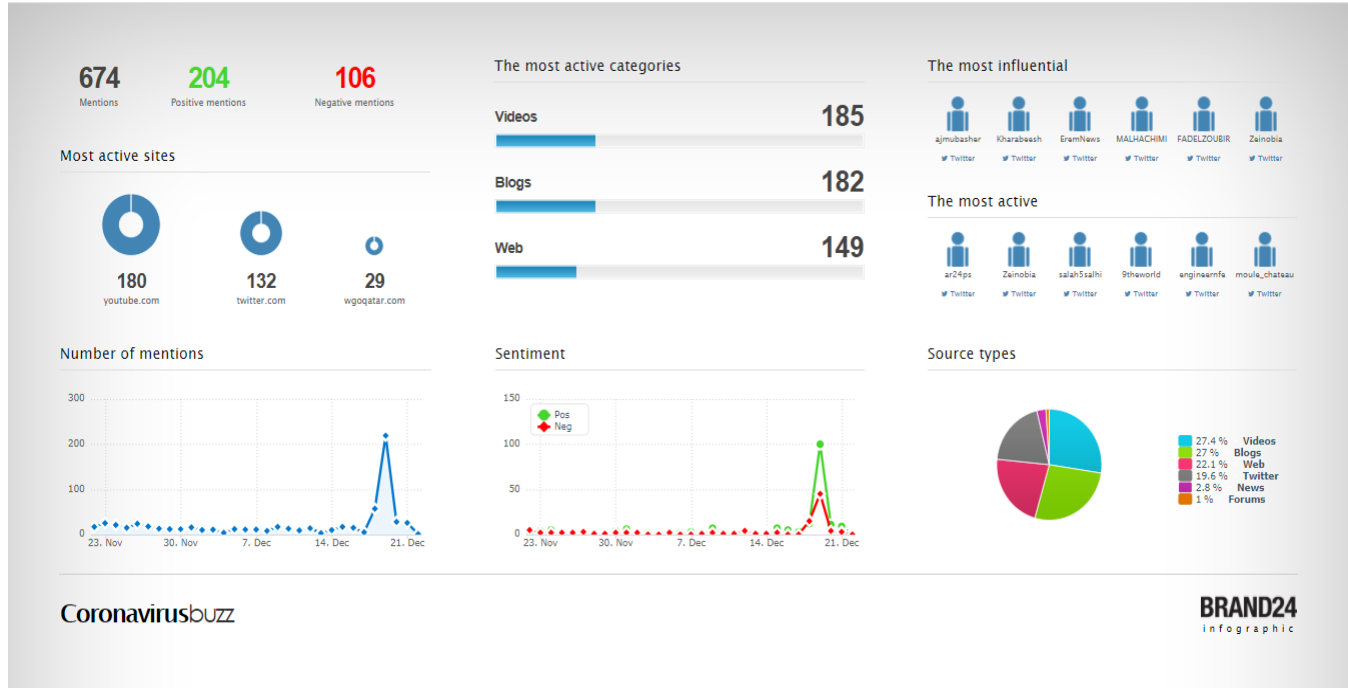 674
Mentions
204
Positive mentions
106
Negative mentions
Most active sites
180
youtube.com
132
twitter.com
29
wgoqatar.com
The most active categories
Videos 185
Blogs 182
Web 149
The most influential
ajmubasher Kharabeesh EremNews MALHACHIMI FADELZOUBIR Zeinobia
Twitter Twitter Twitter Twitter Twitter Twitter
The most active
ar24ps Zeinobia salah5salhi 9theworld engineernfe moule_chateau
Twitter Twitter Twitter Twitter Twitter Twitter
Number of mentions
300
200
100
0
23. Nov 30. Nov 7. Dec 14. Dec 21. Dec
Sentiment
150
Pos
Neg
100
50
0
23. Nov 30. Nov 7. Dec 14. Dec 21. Dec
Source types
27.4 % Videos
27 % Blogs
22.1 % Web
19.6 % Twitter
2.8 % News
1 % Forums
Coronavirusbuzz
BRAND24
infographic